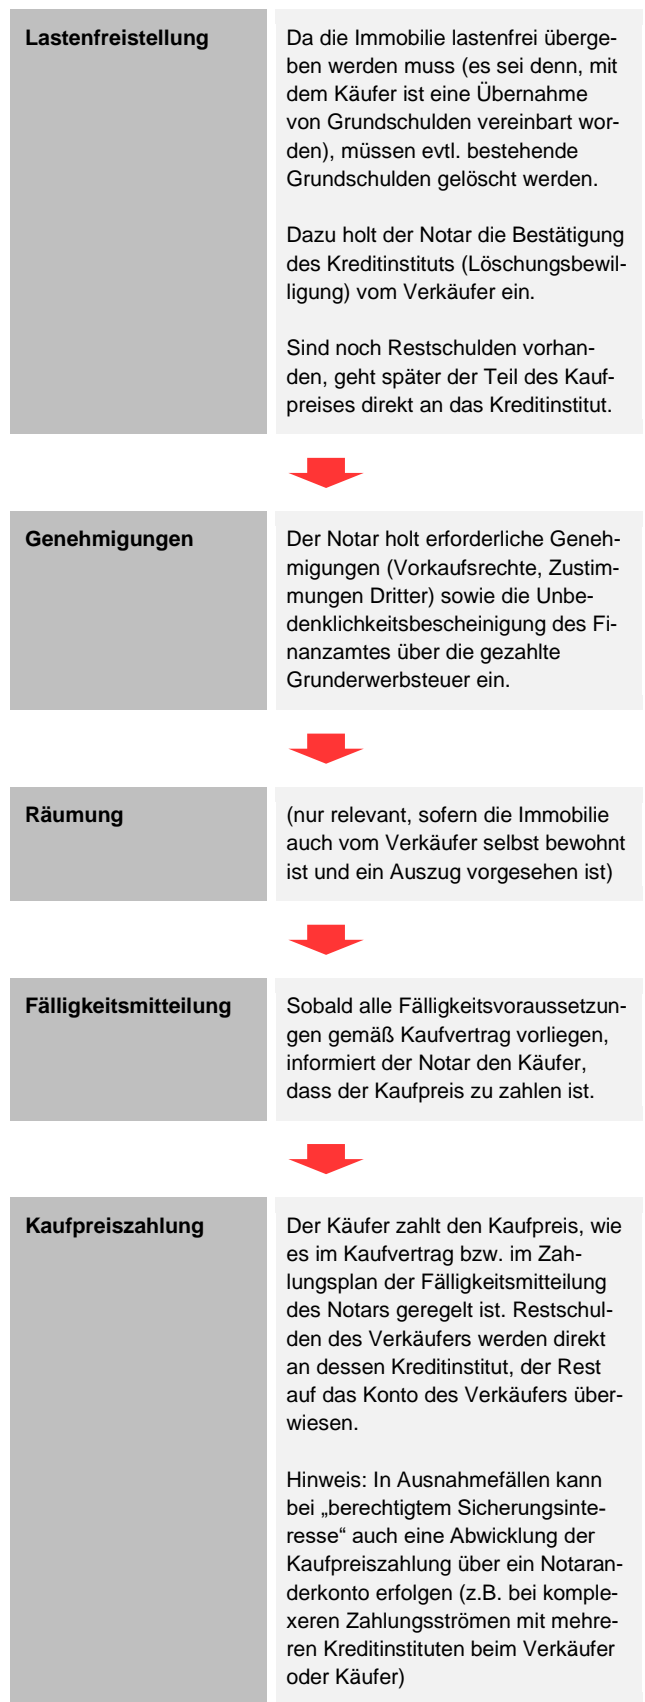 Lastenfreistellung
Da die Immobilie lastenfrei überge-
ben werden muss (es sei denn, mit
dem Käufer ist eine Übernahme
von Grundschulden vereinbart wor-
den), müssen evtl. bestehende
Grundschulden gelöscht werden.
Dazu holt der Notar die Bestätigung
des Kreditinstituts (Löschungsbewil-
ligung) vom Verkäufer ein.
Sind noch Restschulden vorhan-
den, geht später der Teil des Kauf-
preises direkt an das Kreditinstitut.
Genehmigungen
Der Notar holt erforderliche Geneh-
migungen (Vorkaufsrechte, Zustim-
mungen Dritter) sowie die Unbe-
denklichkeitsbescheinigung des Fi-
nanzamtes über die gezahlte
Grunderwerbsteuer ein.
Räumung
(nur relevant, sofern die Immobilie
auch vom Verkäufer selbst bewohnt
ist und ein Auszug vorgesehen ist)
Fälligkeitsmitteilung
Sobald alle Fälligkeitsvoraussetzun-
gen gemäß Kaufvertrag vorliegen,
informiert der Notar den Käufer,
dass der Kaufpreis zu zahlen ist.
Kaufpreiszahlung
Der Käufer zahlt den Kaufpreis, wie
es im Kaufvertrag bzw. im Zah-
lungsplan der Fälligkeitsmitteilung
des Notars geregelt ist. Restschul-
den des Verkäufers werden direkt
an dessen Kreditinstitut, der Rest
auf das Konto des Verkäufers über-
wiesen.
Hinweis: In Ausnahmefällen kann
bei „berechtigtem Sicherungsinte-
resse“ auch eine Abwicklung der
Kaufpreiszahlung über ein Notaran-
derkonto erfolgen (z.B. bei komple-
xeren Zahlungsströmen mit mehre-
ren Kreditinstituten beim Verkäufer
oder Käufer)